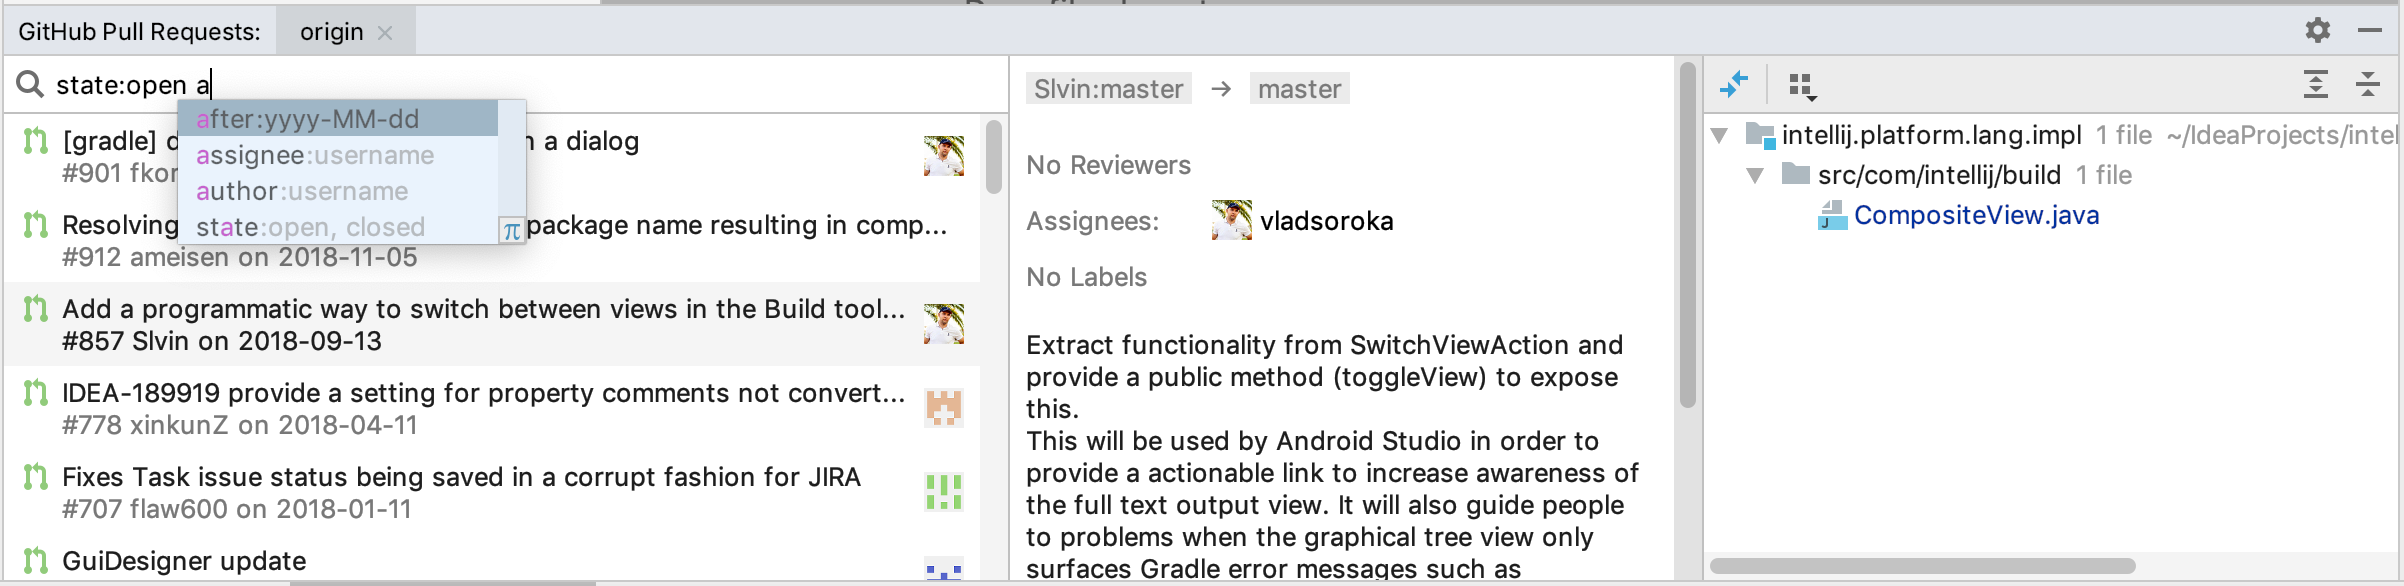 GitHub Pull Requests: origin
state:open a
after:yyyy-MM-dd
assignee:username
author:username
state:open, closed
π
[gradle] d n a dialog
#901 fkor
Resolving package name resulting in comp...
#912 ameisen on 2018-11-05
Add a programmatic way to switch between views in the Build tool...
#857 Slvin on 2018-09-13
IDEA-189919 provide a setting for property comments not convert...
#778 xinkunZ on 2018-04-11
Fixes Task issue status being saved in a corrupt fashion for JIRA
#707 flaw600 on 2018-01-11
GuiDesigner update
Slvin:master → master
No Reviewers
Assignees: vladsoroka
No Labels
Extract functionality from SwitchViewAction and
provide a public method (toggleView) to expose
this.
This will be used by Android Studio in order to
provide a actionable link to increase awareness of
the full text output view. It will also guide people
to problems when the graphical tree view only
surfaces Gradle error messages such as
intellij.platform.lang.impl 1 file ~/IdeaProjects/intel
src/com/intellij/build 1 file
CompositeView.java